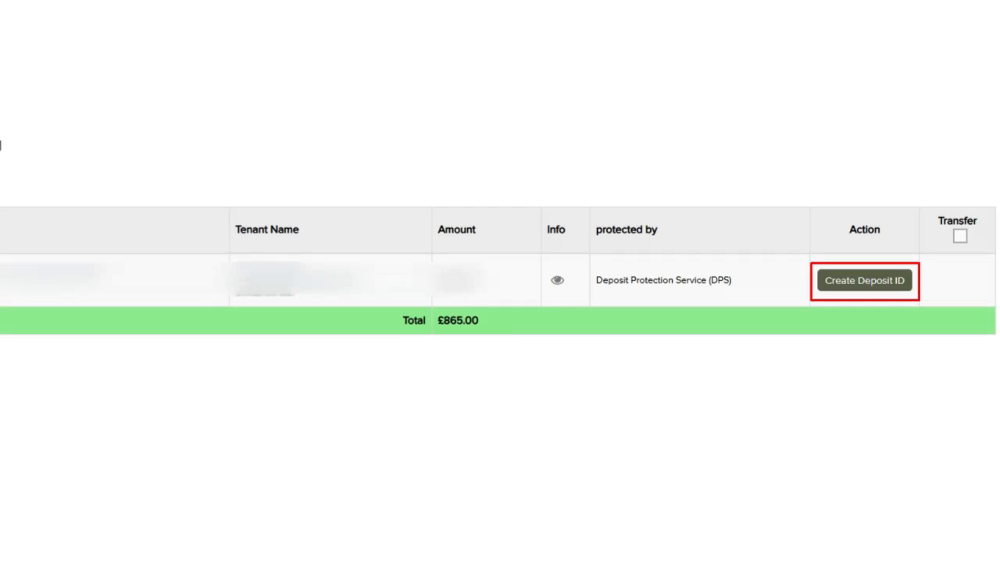 Tenant Name Amount Info protected by Action Transfer
Deposit Protection Service (DPS) Create Deposit ID
Total £865.00